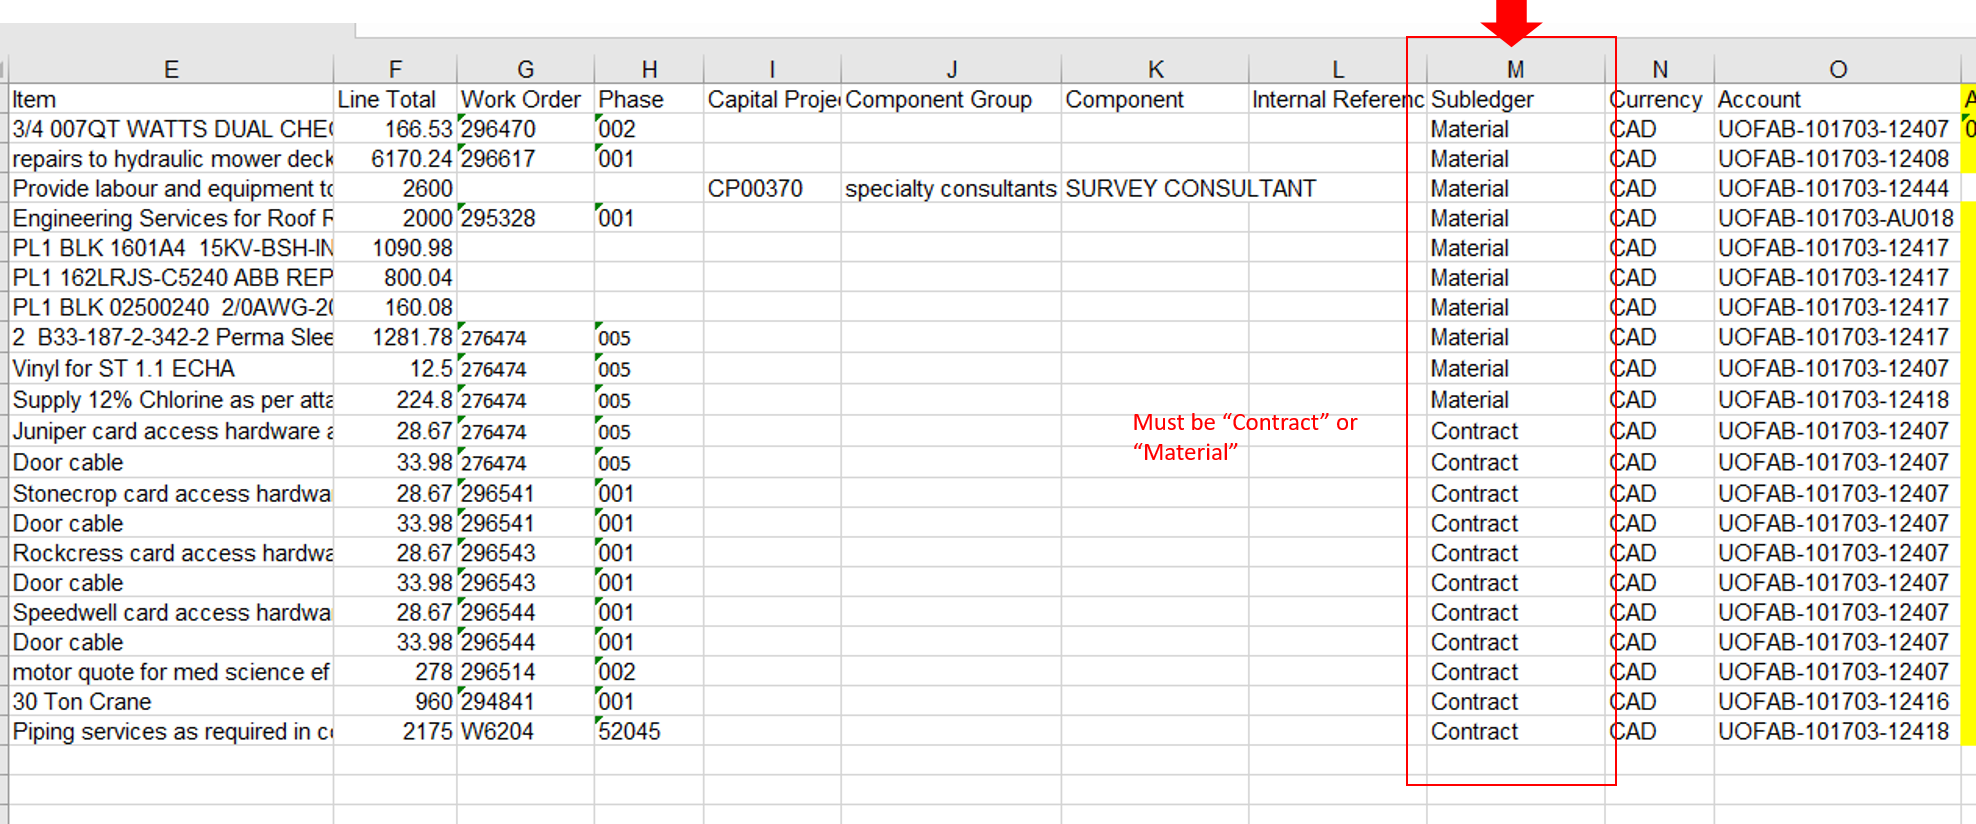 E F G H I J K L M N O
Item Line Total Work Order Phase Capital Proje Component Group Component Internal Referenc Subledger Currency Account A
3/4 007QT WATTS DUAL CHE 166.53 296470 002 Material CAD UOFAB-101703-12407 0
repairs to hydraulic mower deck 6170.24 296617 001 Material CAD UOFAB-101703-12408
Provide labour and equipment to 2600 CP00370 specialty consultants SURVEY CONSULTANT Material CAD UOFAB-101703-12444
Engineering Services for Roof R 2000 295328 001 Material CAD UOFAB-101703-AU018
PL1 BLK 1601A4 15KV-BSH-IN 1090.98 Material CAD UOFAB-101703-12417
PL1 162LRJS-C5240 ABB REP 800.04 Material CAD UOFAB-101703-12417
PL1 BLK 02500240 2/0AWG-20 160.08 Material CAD UOFAB-101703-12417
2 B33-187-2-342-2 Perma Slee 1281.78 276474 005 Material CAD UOFAB-101703-12417
Vinyl for ST 1.1 ECHA 12.5 276474 005 Material CAD UOFAB-101703-12407
Supply 12% Chlorine as per atta 224.8 276474 005 Material CAD UOFAB-101703-12418
Juniper card access hardware a 28.67 276474 005 Contract CAD UOFAB-101703-12407
Door cable 33.98 276474 005 Contract CAD UOFAB-101703-12407
Stonecrop card access hardwa 28.67 296541 001 Contract CAD UOFAB-101703-12407
Door cable 33.98 296541 001 Contract CAD UOFAB-101703-12407
Rockcress card access hardwa 28.67 296543 001 Contract CAD UOFAB-101703-12407
Door cable 33.98 296543 001 Contract CAD UOFAB-101703-12407
Speedwell card access hardwa 28.67 296544 001 Contract CAD UOFAB-101703-12407
Door cable 33.98 296544 001 Contract CAD UOFAB-101703-12407
motor quote for med science ef 278 296514 002 Contract CAD UOFAB-101703-12407
30 Ton Crane 960 294841 001 Contract CAD UOFAB-101703-12416
Piping services as required in co 2175 W6204 52045 Contract CAD UOFAB-101703-12418
Must be “Contract” or
“Material”